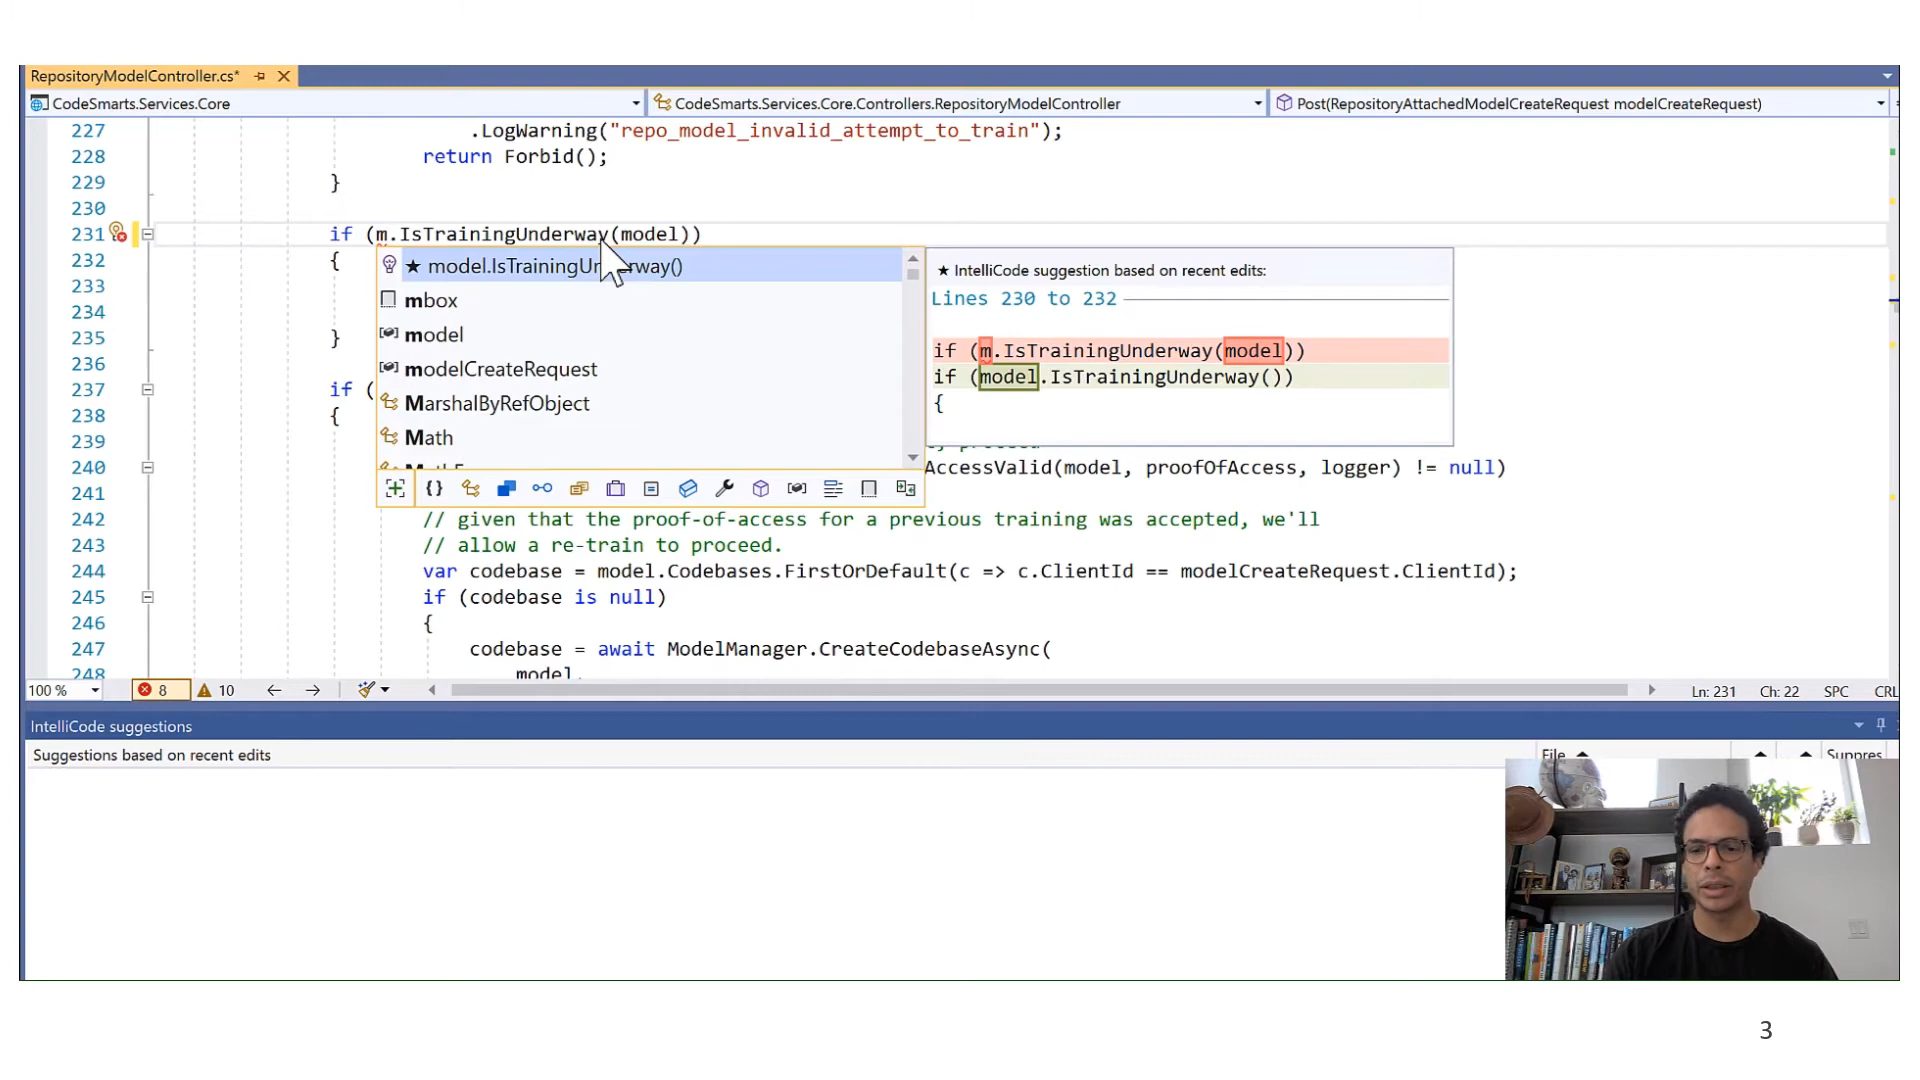 RepositoryModelController.cs*
CodeSmarts.Services.Core
CodeSmarts.Services.Core.Controllers.RepositoryModelController
Post(RepositoryAttachedModelCreateRequest modelCreateRequest)
227 .LogWarning("repo_model_invalid_attempt_to_train");
228 return Forbid();
229 }
230
231 if (m.IsTrainingUnderway(model))
232 {
233
234
235 }
236
237 if (
238 {
239
240 AccessValid(model, proofOfAccess, logger) != null)
241
242 // given that the proof-of-access for a previous training was accepted, we'll
243 // allow a re-train to proceed.
244 var codebase = model.Codebases.FirstOrDefault(c => c.ClientId == modelCreateRequest.ClientId);
245 if (codebase is null)
246 {
247 codebase = await ModelManager.CreateCodebaseAsync(
248 model.
★ model.IsTrainingUnderway()
mbox
model
modelCreateRequest
MarshalByRefObject
Math
★ IntelliCode suggestion based on recent edits:
Lines 230 to 232
if (m.IsTrainingUnderway(model))
if (model.IsTrainingUnderway())
{
100 % 8 10 Ln: 231 Ch: 22 SPC CRL
IntelliCode suggestions
Suggestions based on recent edits File Suppres
3